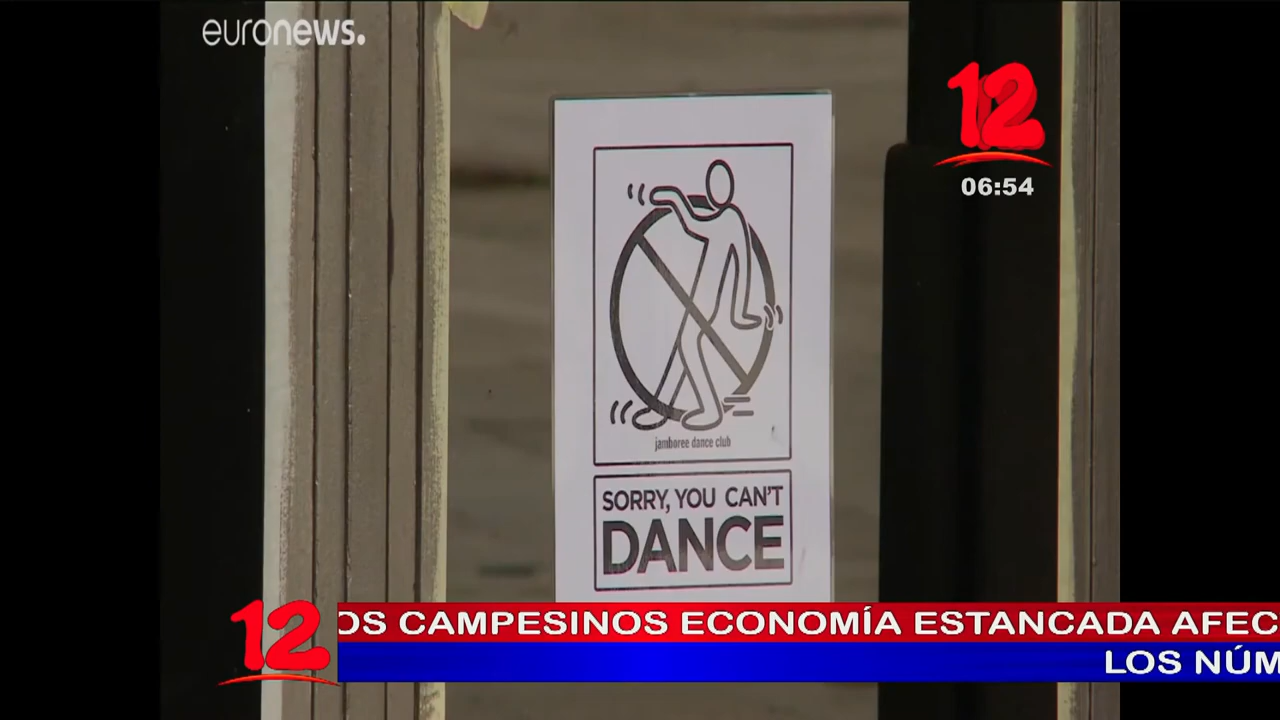 euronews.
12
06:54
jamboree dance club
SORRY, YOU CAN'T
DANCE
12
OS CAMPESINOS ECONOMÍA ESTANCADA AFEC
LOS NÚM